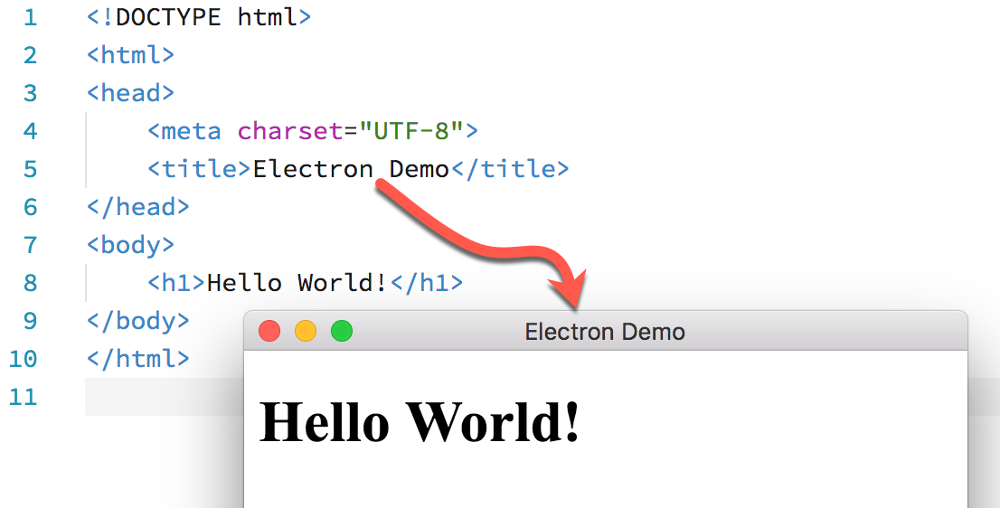 1 <!DOCTYPE html>
2 <html>
3 <head>
4     <meta charset="UTF-8">
5     <title>Electron Demo</title>
6 </head>
7 <body>
8     <h1>Hello World!</h1>
9 </body>
10 </html>
11
Electron Demo
Hello World!